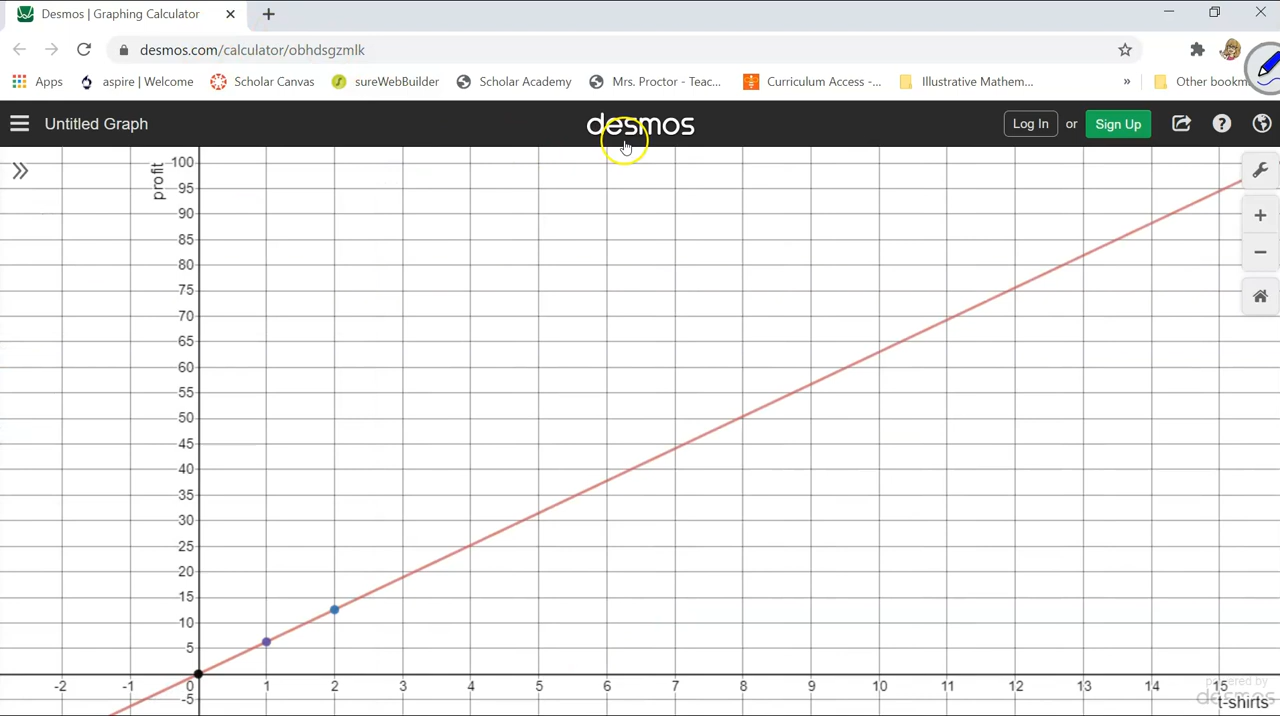 Desmos | Graphing Calculator
desmos.com/calculator/obhdsgzmlk
Apps aspire | Welcome Scholar Canvas sureWebBuilder Scholar Academy Mrs. Proctor - Teac... Curriculum Access -... Illustrative Mathem... » Other bookm
Untitled Graph desmos Log In or Sign Up
profit
100
95
90
85
80
75
70
65
60
55
50
45
40
35
30
25
20
15
10
5
-2 -1 0 1 2 3 4 5 6 7 8 9 10 11 12 13 14 15
-5
powered by
desmos
t-shirts